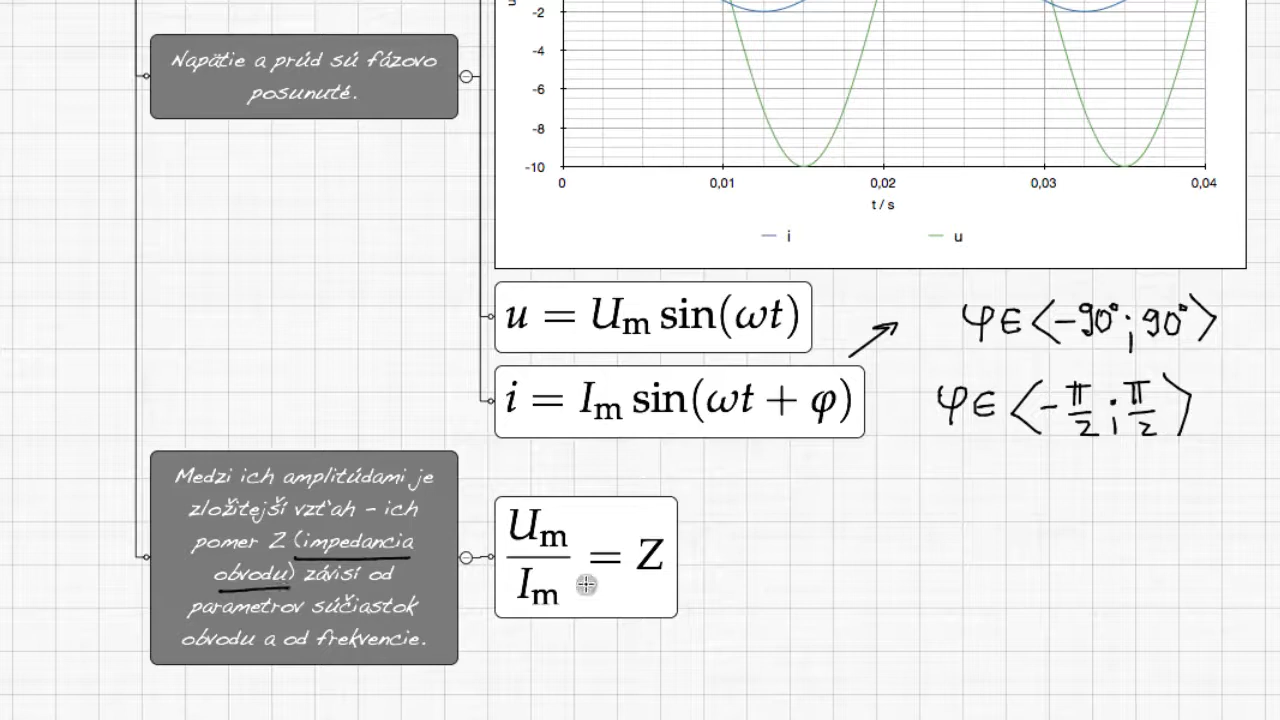 u
-2
-4
-6
-8
-10
0
0,01
0,02
0,03
0,04
t / s
i
u
Napätie a prúd sú fázovo
posunuté.
u = Uₘ sin(ωt)
φ ∈ ⟨-90°; 90°⟩
i = Iₘ sin(ωt + φ)
φ ∈ ⟨-π/2; π/2⟩
Medzi ich amplitúdami je
zložitejší vzťah - ich
pomer Z (impedancia
obvodu) závisí od
parametrov súčiastok
obvodu a od frekvencie.
Uₘ/Iₘ = Z